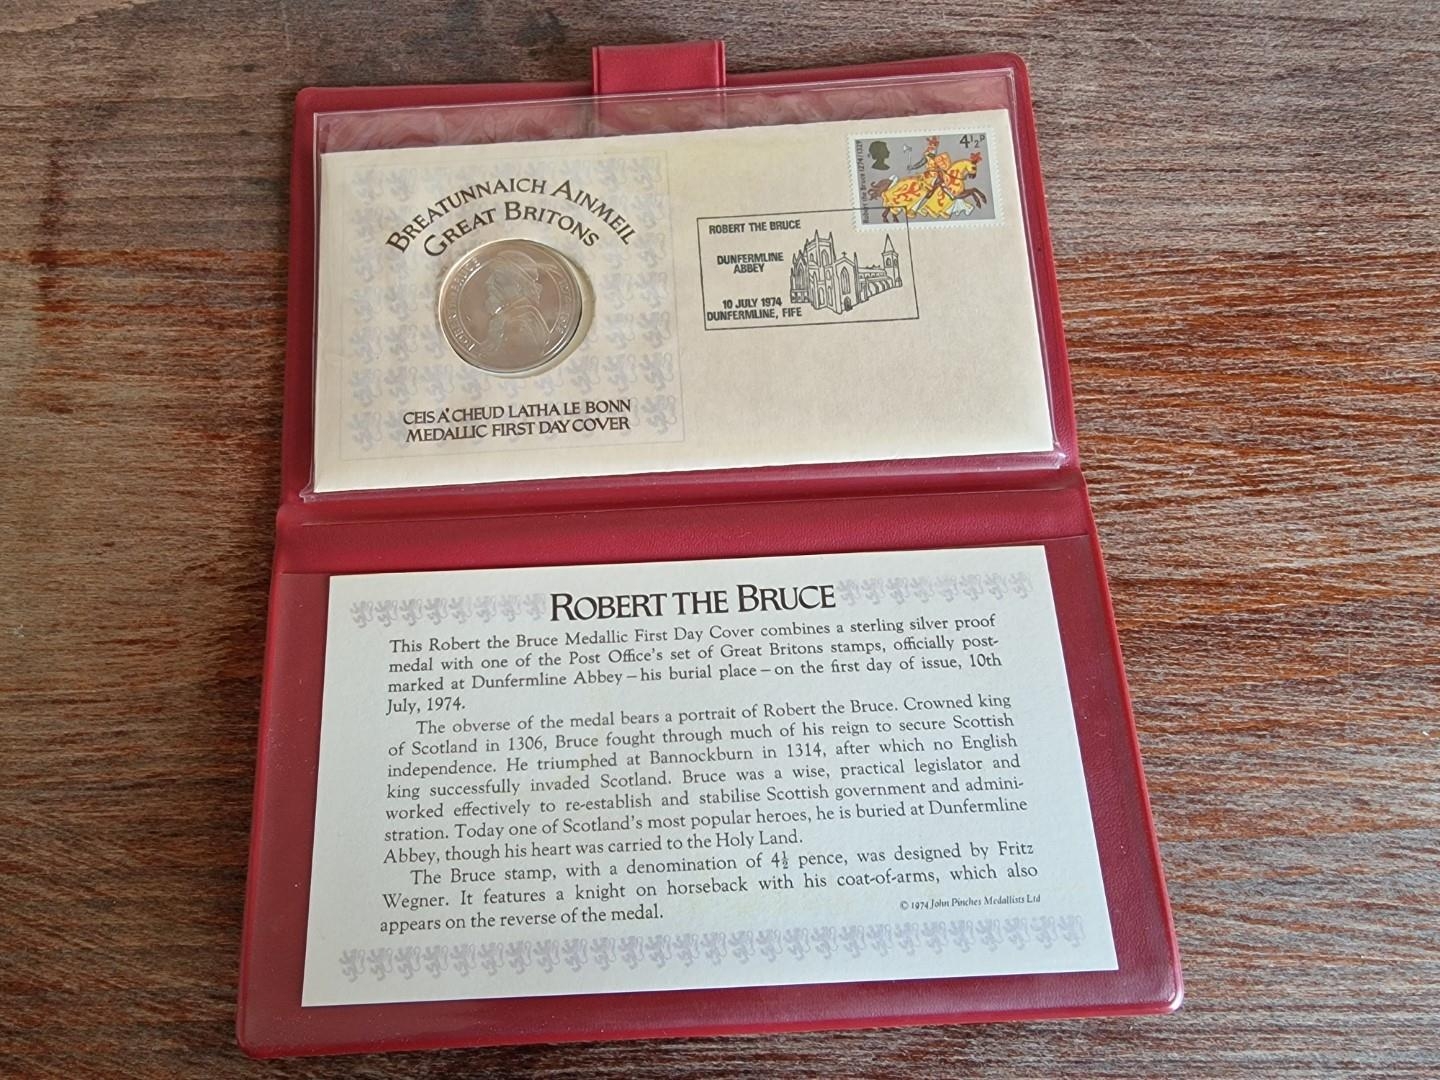 BREATUNNAICH AINMEIL
GREAT BRITONS
CEIS A' CHEUD LATHA LE BONN
MEDALLIC FIRST DAY COVER
4½P
Robert the Bruce 1274/1329
ROBERT THE BRUCE
DUNFERMLINE
ABBEY
10 JULY 1974
DUNFERMLINE, FIFE
ROBERT THE BRUCE
This Robert the Bruce Medallic First Day Cover combines a sterling silver proof
medal with one of the Post Office's set of Great Britons stamps, officially post-
marked at Dunfermline Abbey – his burial place – on the first day of issue, 10th
July, 1974.
The obverse of the medal bears a portrait of Robert the Bruce. Crowned king
of Scotland in 1306, Bruce fought through much of his reign to secure Scottish
independence. He triumphed at Bannockburn in 1314, after which no English
king successfully invaded Scotland. Bruce was a wise, practical legislator and
worked effectively to re-establish and stabilise Scottish government and admini-
stration. Today one of Scotland's most popular heroes, he is buried at Dunfermline
Abbey, though his heart was carried to the Holy Land.
The Bruce stamp, with a denomination of 4½ pence, was designed by Fritz
Wegner. It features a knight on horseback with his coat-of-arms, which also
appears on the reverse of the medal.
© 1974 John Pinches Medallists Ltd